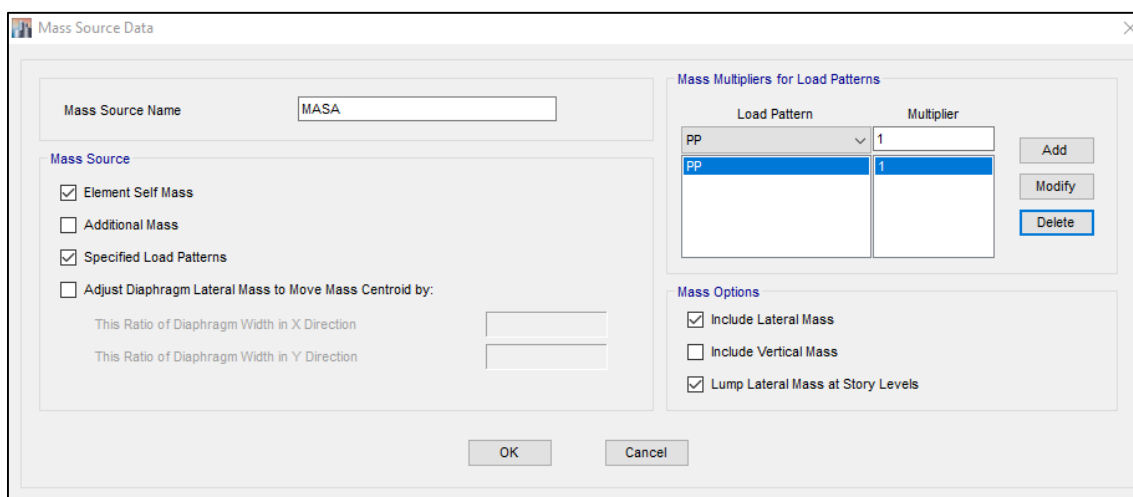 Mass Source Data
Mass Source Name
MASA
Mass Source
Element Self Mass
Additional Mass
Specified Load Patterns
Adjust Diaphragm Lateral Mass to Move Mass Centroid by:
This Ratio of Diaphragm Width in X Direction
This Ratio of Diaphragm Width in Y Direction
Mass Multipliers for Load Patterns
Load Pattern Multiplier
PP 1
PP 1
Add
Modify
Delete
Mass Options
Include Lateral Mass
Include Vertical Mass
Lump Lateral Mass at Story Levels
OK Cancel